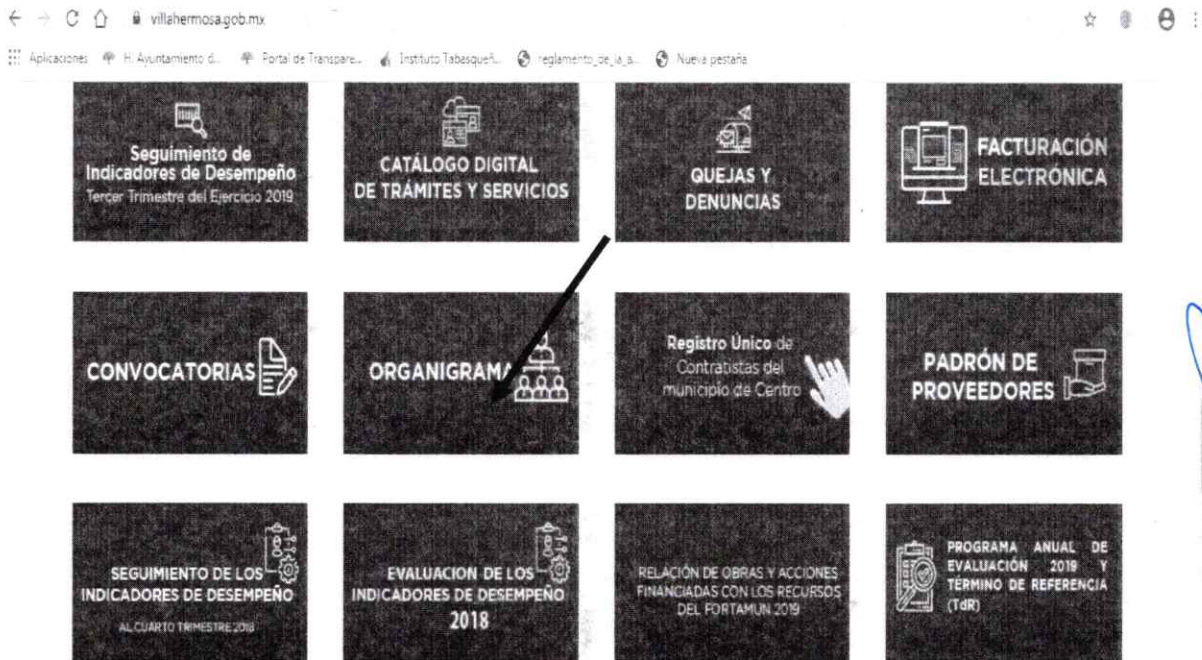 villahermosa.gob.mx
Aplicaciones H. Ayuntamiento d... Portal de Transpare... Instituto Tabasqueñ... reglamento_de_la_a... Nueva pestaña
Seguimiento de
Indicadores de Desempeño
Tercer Trimestre del Ejercicio 2019
CATÁLOGO DIGITAL
DE TRÁMITES Y SERVICIOS
QUEJAS Y
DENUNCIAS
FACTURACIÓN
ELECTRÓNICA
CONVOCATORIAS
ORGANIGRAMA
Registro Único de
Contratistas del
municipio de Centro
PADRÓN DE
PROVEEDORES
SEGUIMIENTO DE LOS
INDICADORES DE DESEMPEÑO
AL CUARTO TRIMESTRE 2018
EVALUACION DE LOS
INDICADORES DE DESEMPEÑO
2018
RELACIÓN DE OBRAS Y ACCIONES
FINANCIADAS CON LOS RECURSOS
DEL FORTAMUN 2019
PROGRAMA ANUAL DE
EVALUACIÓN 2019 Y
TÉRMINO DE REFERENCIA
(TdR)